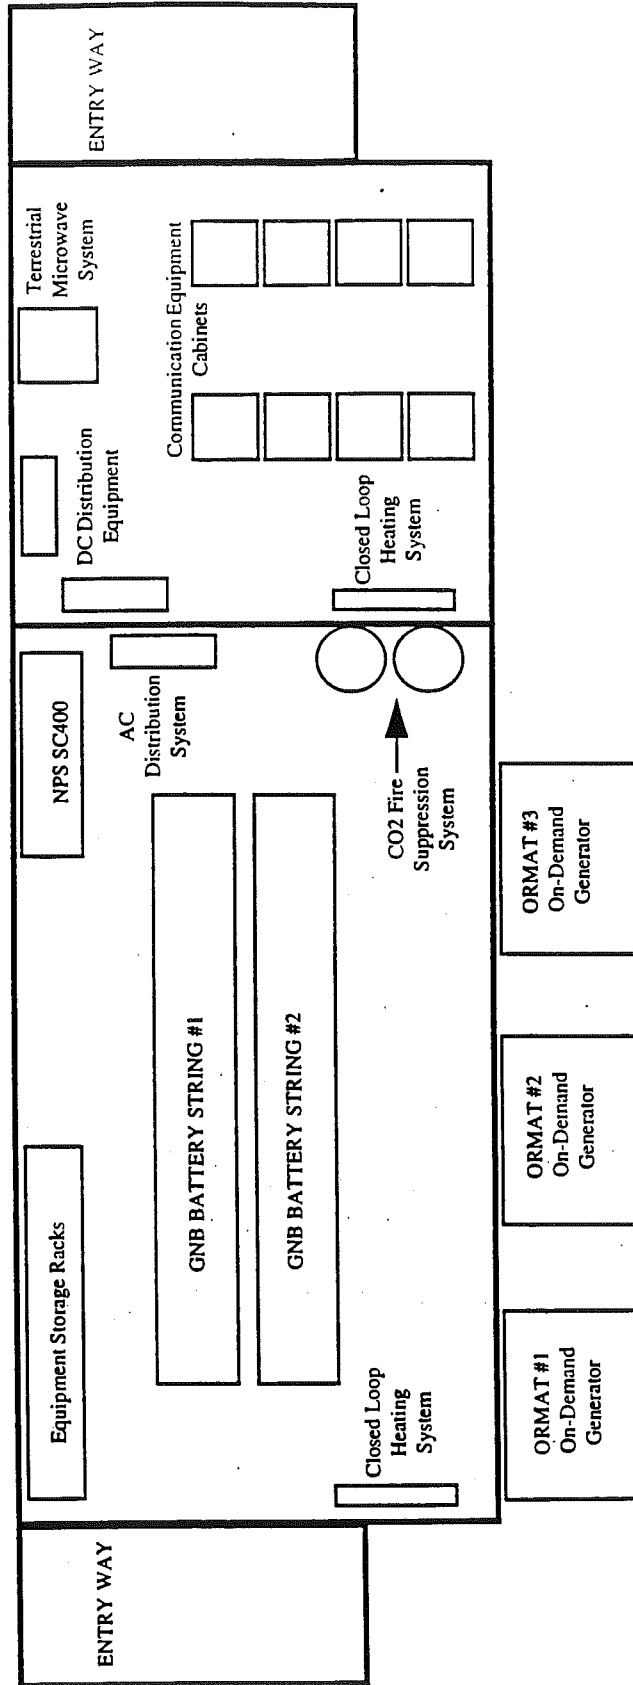 ENTRY WAY
Equipment Storage Racks
GNB BATTERY STRING #1
GNB BATTERY STRING #2
Closed Loop
Heating
System
NPS SC400
AC
Distribution
System
CO2 Fire
Suppression
System
DC Distribution
Equipment
Terrestrial
Microwave
System
Communication Equipment
Cabinets
Closed Loop
Heating
System
ENTRY WAY
ORMAT #1
On-Demand
Generator
ORMAT #2
On-Demand
Generator
ORMAT #3
On-Demand
Generator